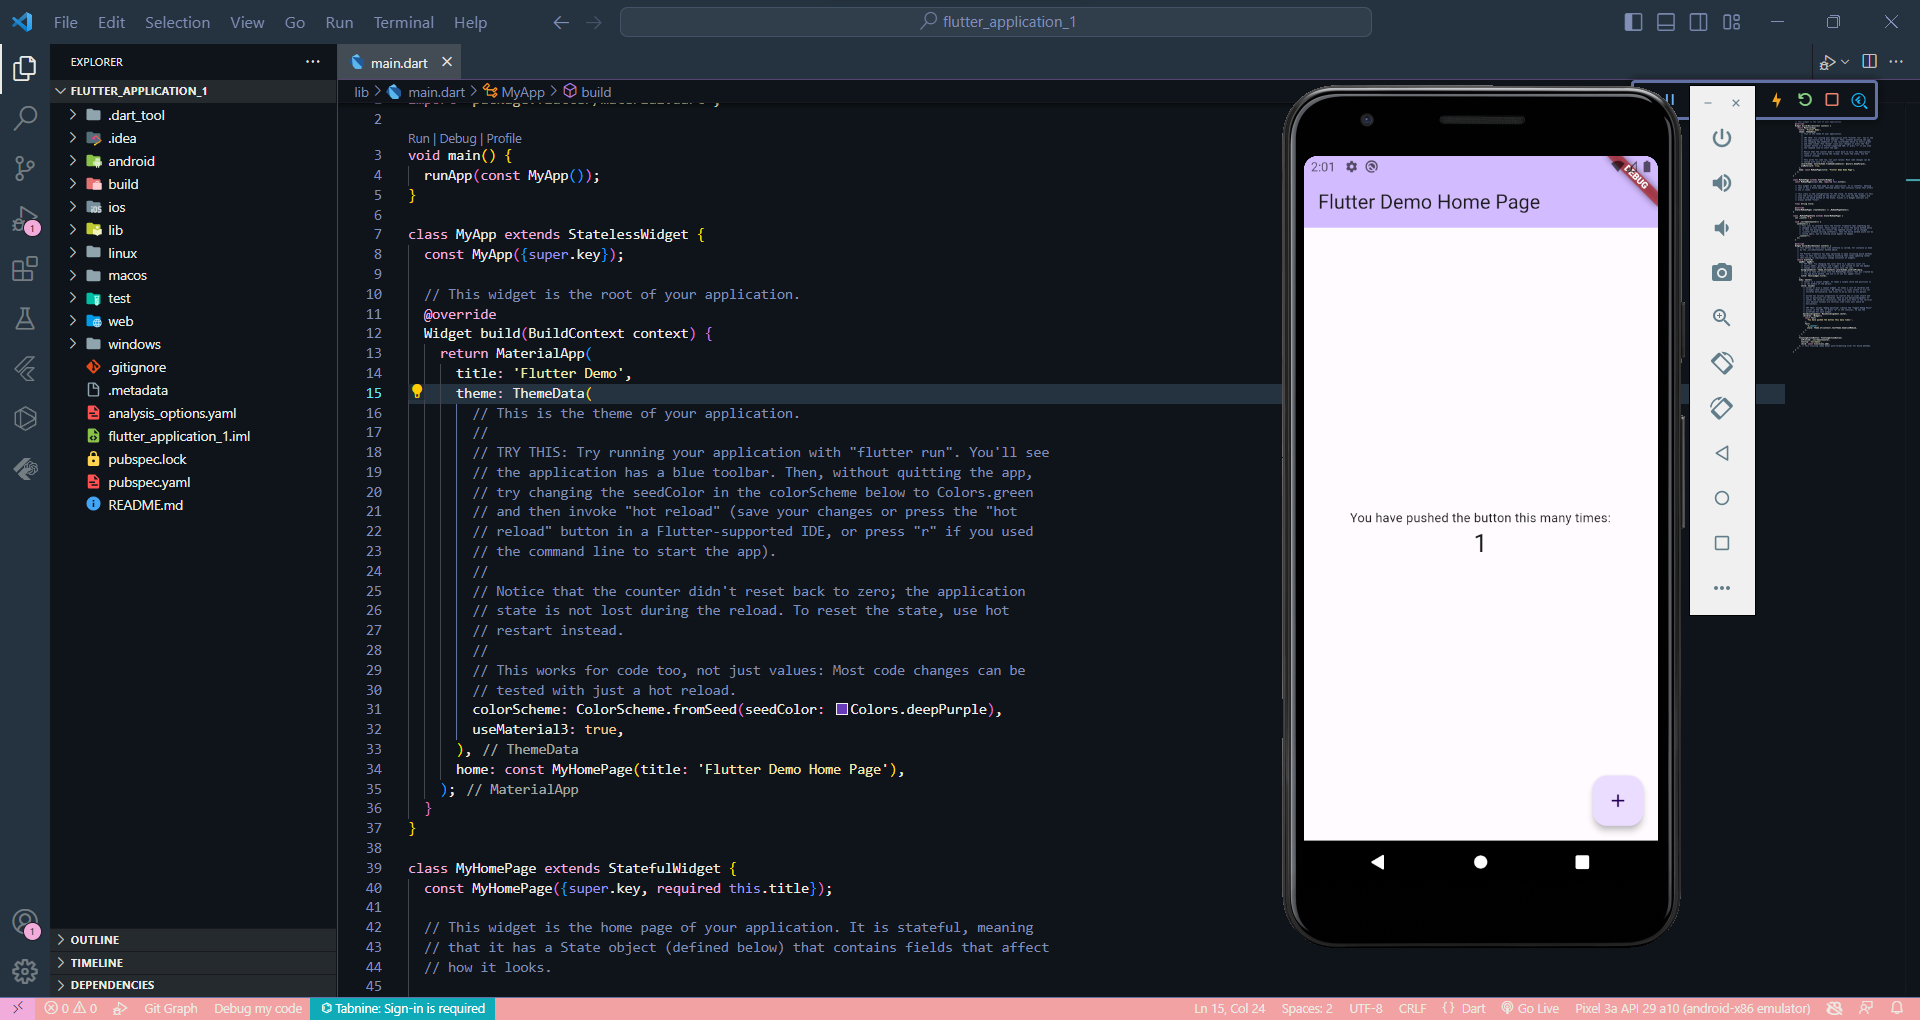 File Edit Selection View Go Run Terminal Help
flutter_application_1
EXPLORER
FLUTTER_APPLICATION_1
.dart_tool
.idea
android
build
ios
lib
linux
macos
test
web
windows
.gitignore
.metadata
analysis_options.yaml
flutter_application_1.iml
pubspec.lock
pubspec.yaml
README.md
OUTLINE
TIMELINE
DEPENDENCIES
1
1
main.dart
lib > main.dart > MyApp > build
2
Run | Debug | Profile
3 void main() {
4 runApp(const MyApp());
5 }
6
7 class MyApp extends StatelessWidget {
8 const MyApp({super.key});
9
10 // This widget is the root of your application.
11 @override
12 Widget build(BuildContext context) {
13 return MaterialApp(
14 title: 'Flutter Demo',
15 theme: ThemeData(
16 // This is the theme of your application.
17 //
18 // TRY THIS: Try running your application with "flutter run". You'll see
19 // the application has a blue toolbar. Then, without quitting the app,
20 // try changing the seedColor in the colorScheme below to Colors.green
21 // and then invoke "hot reload" (save your changes or press the "hot
22 // reload" button in a Flutter-supported IDE, or press "r" if you used
23 // the command line to start the app).
24 //
25 // Notice that the counter didn't reset back to zero; the application
26 // state is not lost during the reload. To reset the state, use hot
27 // restart instead.
28 //
29 // This works for code too, not just values: Most code changes can be
30 // tested with just a hot reload.
31 colorScheme: ColorScheme.fromSeed(seedColor: Colors.deepPurple),
32 useMaterial3: true,
33 ), // ThemeData
34 home: const MyHomePage(title: 'Flutter Demo Home Page'),
35 ); // MaterialApp
36 }
37 }
38
39 class MyHomePage extends StatefulWidget {
40 const MyHomePage({super.key, required this.title});
41
42 // This widget is the home page of your application. It is stateful, meaning
43 // that it has a State object (defined below) that contains fields that affect
44 // how it looks.
45
2:01
DEBUG
Flutter Demo Home Page
You have pushed the button this many times:
1
+
0 0 Git Graph Debug my code Tabnine: Sign-in is required Ln 15, Col 24 Spaces: 2 UTF-8 CRLF {} Dart Go Live Pixel 3a API 29 a10 (android-x86 emulator)